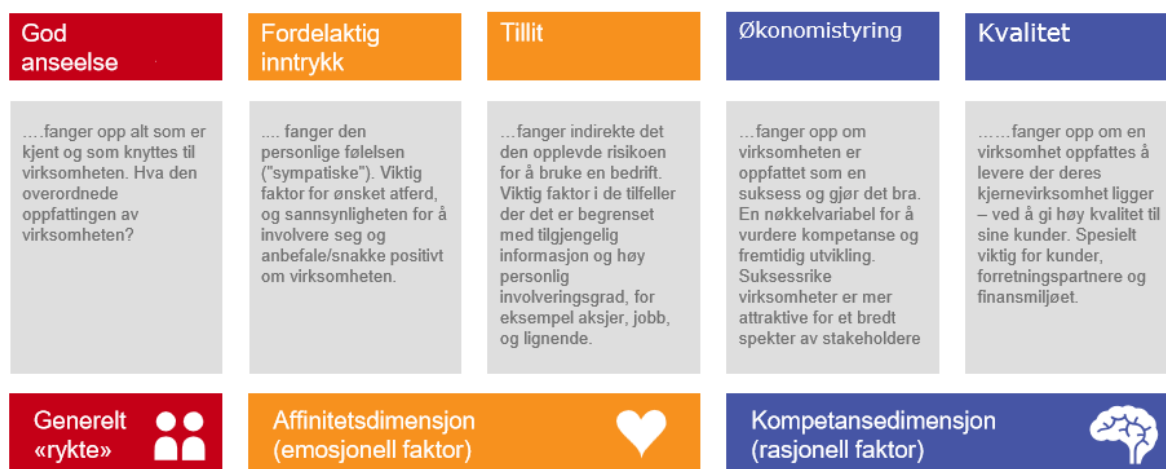 God
anseelse
Fordelaktig
inntrykk
Tillit
Økonomistyring
Kvalitet
….fanger opp alt som er
kjent og som knyttes til
virksomheten. Hva den
overordnede
oppfattingen av
virksomheten?
.... fanger den
personlige følelsen
("sympatiske"). Viktig
faktor for ønsket atferd,
og sannsynligheten for å
involvere seg og
anbefale/snakke positivt
om virksomheten.
…fanger indirekte det
den opplevde risikoen
for å bruke en bedrift.
Viktig faktor i de tilfeller
der det er begrenset
med tilgjengelig
informasjon og høy
personlig
involveringsgrad, for
eksempel aksjer, jobb,
og lignende.
…fanger opp om
virksomheten er
oppfattet som en
suksess og gjør det bra.
En nøkkelvariabel for å
vurdere kompetanse og
fremtidig utvikling.
Suksessrike
virksomheter er mer
attraktive for et bredt
spekter av stakeholdere
……fanger opp om en
virksomhet oppfattes å
levere der deres
kjernevirksomhet ligger
– ved å gi høy kvalitet til
sine kunder. Spesielt
viktig for kunder,
forretningspartnere og
finansmiljøet.
Generelt
«rykte»
Affinitetsdimensjon
(emosjonell faktor)
Kompetansedimensjon
(rasjonell faktor)